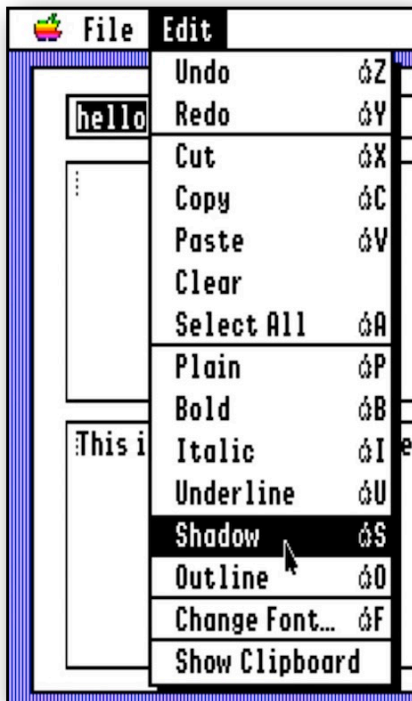 File Edit
Undo Z
Redo Y
hello
Cut X
Copy C
Paste V
Clear
Select All A
Plain P
Bold B
This i
Italic I
Underline U
Shadow S
Outline O
Change Font... F
Show Clipboard